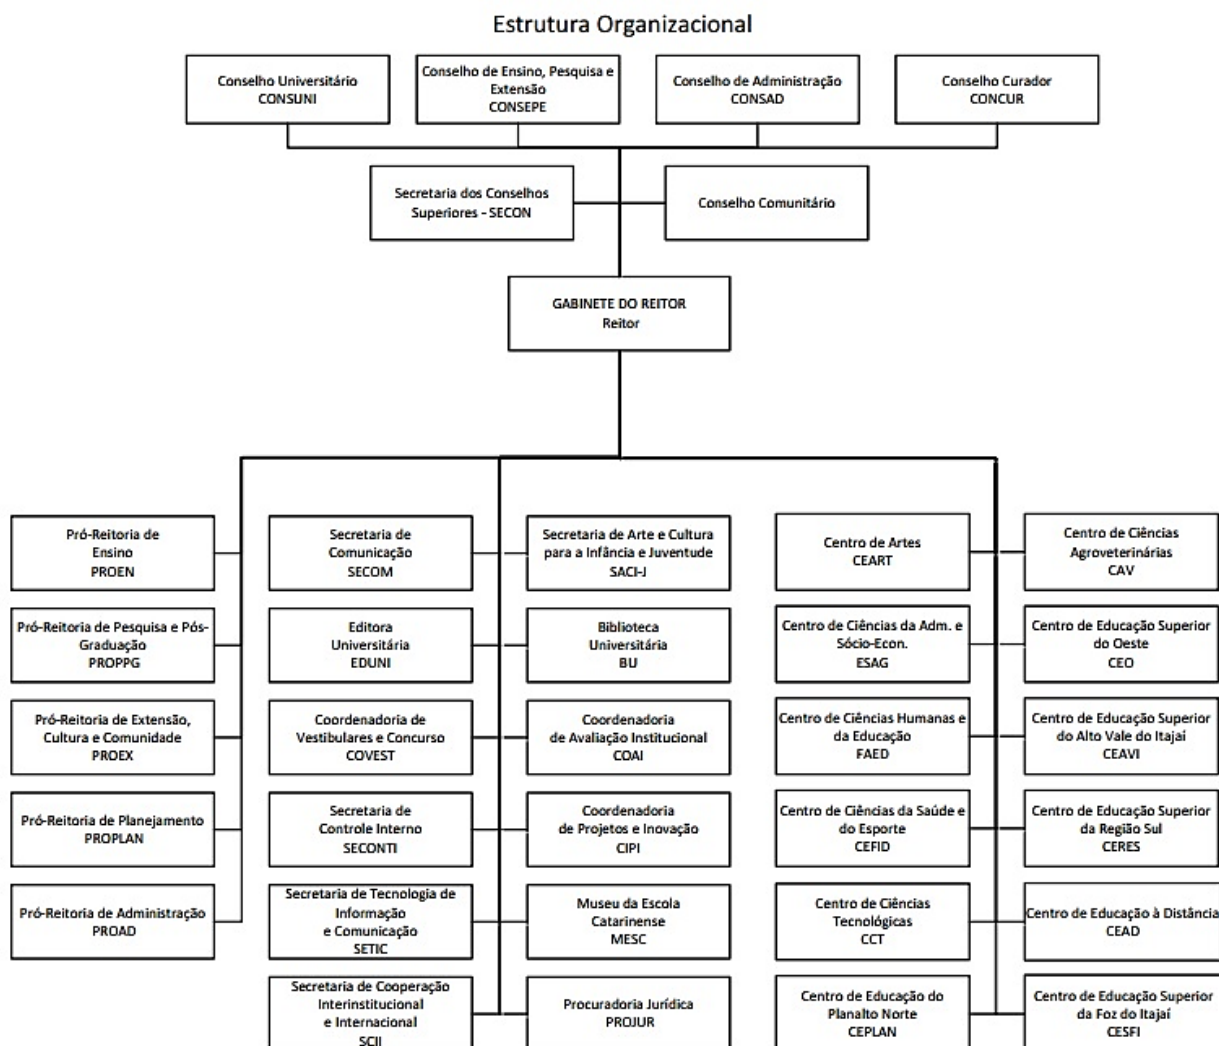 Estrutura Organizacional
Conselho Universitário
CONSUNI
Conselho de Ensino, Pesquisa e
Extensão
CONSEPE
Conselho de Administração
CONSAD
Conselho Curador
CONCUR
Secretaria dos Conselhos
Superiores - SECON
Conselho Comunitário
GABINETE DO REITOR
Reitor
Pró-Reitoria de
Ensino
PROEN
Secretaria de
Comunicação
SECOM
Secretaria de Arte e Cultura
para a Infância e Juventude
SACI-J
Centro de Artes
CEART
Centro de Ciências
Agroveterinárias
CAV
Pró-Reitoria de Pesquisa e Pós-
Graduação
PROPPG
Editora
Universitária
EDUNI
Biblioteca
Universitária
BU
Centro de Ciências da Adm. e
Sócio-Econ.
ESAG
Centro de Educação Superior
do Oeste
CEO
Pró-Reitoria de Extensão,
Cultura e Comunidade
PROEX
Coordenadoria de
Vestibulares e Concurso
COVEST
Coordenadoria
de Avaliação Institucional
COAI
Centro de Ciências Humanas e
da Educação
FAED
Centro de Educação Superior
do Alto Vale do Itajaí
CEAVI
Pró-Reitoria de Planejamento
PROPLAN
Secretaria de
Controle Interno
SECONTI
Coordenadoria
de Projetos e Inovação
CIPI
Centro de Ciências da Saúde e
do Esporte
CEFID
Centro de Educação Superior
da Região Sul
CERES
Pró-Reitoria de Administração
PROAD
Secretaria de Tecnologia de
Informação
e Comunicação
SETIC
Museu da Escola
Catarinense
MESC
Centro de Ciências
Tecnológicas
CCT
Centro de Educação à Distância
CEAD
Secretaria de Cooperação
Interinstitucional
e Internacional
SCII
Procuradoria Jurídica
PROJUR
Centro de Educação do
Planalto Norte
CEPLAN
Centro de Educação Superior
da Foz do Itajaí
CESFI